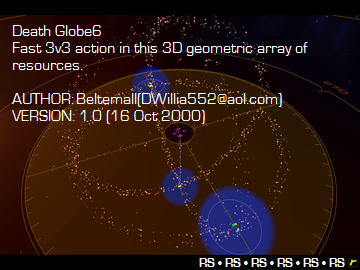 Death Globe6
Fast 3v3 action in this 3D geometric array of
resources.
AUTHOR: Beltemall(DWillia552@aol.com)
VERSION: 1.0 (16 Oct 2000)
RS • RS • RS • RS • RS • RS r